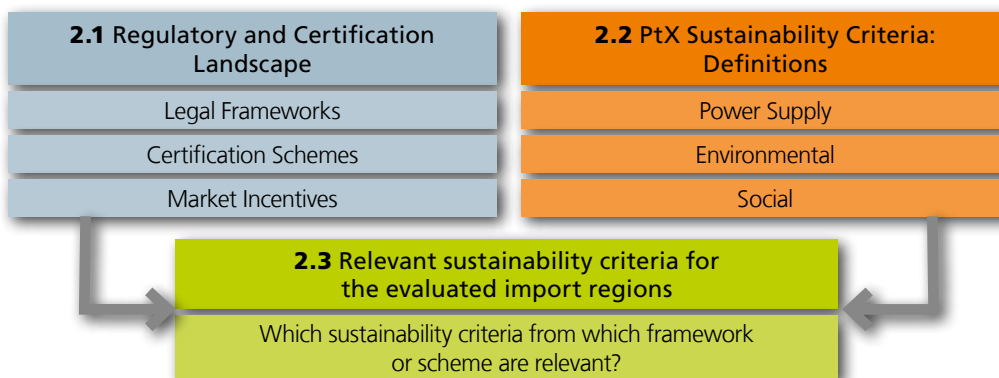 2.1 Regulatory and Certification
Landscape
Legal Frameworks
Certification Schemes
Market Incentives
2.2 PtX Sustainability Criteria:
Definitions
Power Supply
Environmental
Social
2.3 Relevant sustainability criteria for
the evaluated import regions
Which sustainability criteria from which framework
or scheme are relevant?